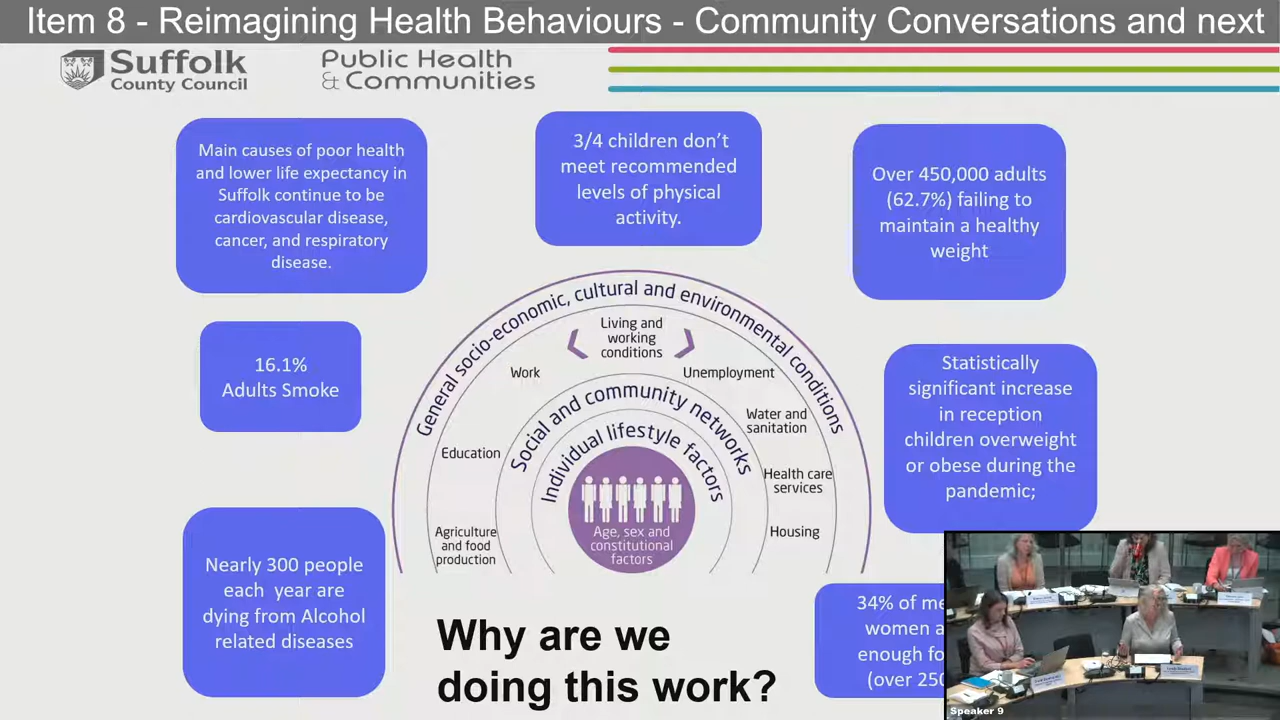 Item 8 - Reimagining Health Behaviours - Community Conversations and next
Suffolk
County Council
Public Health
& Communities
Main causes of poor health
and lower life expectancy in
Suffolk continue to be
cardiovascular disease,
cancer, and respiratory
disease.
3/4 children don't
meet recommended
levels of physical
activity.
Over 450,000 adults
(62.7%) failing to
maintain a healthy
weight
16.1%
Adults Smoke
Statistically
significant increase
in reception
children overweight
or obese during the
pandemic;
Nearly 300 people
each year are
dying from Alcohol
related diseases
General socio-economic, cultural and environmental conditions
Living and
working
conditions
Work
Unemployment
Water and
sanitation
Education
Health care
services
Agriculture
and food
production
Housing
Social and community networks
Individual lifestyle factors
Age, sex and
constitutional
factors
Why are we
doing this work?
34% of me
women a
enough fo
(over 250
Speaker 9